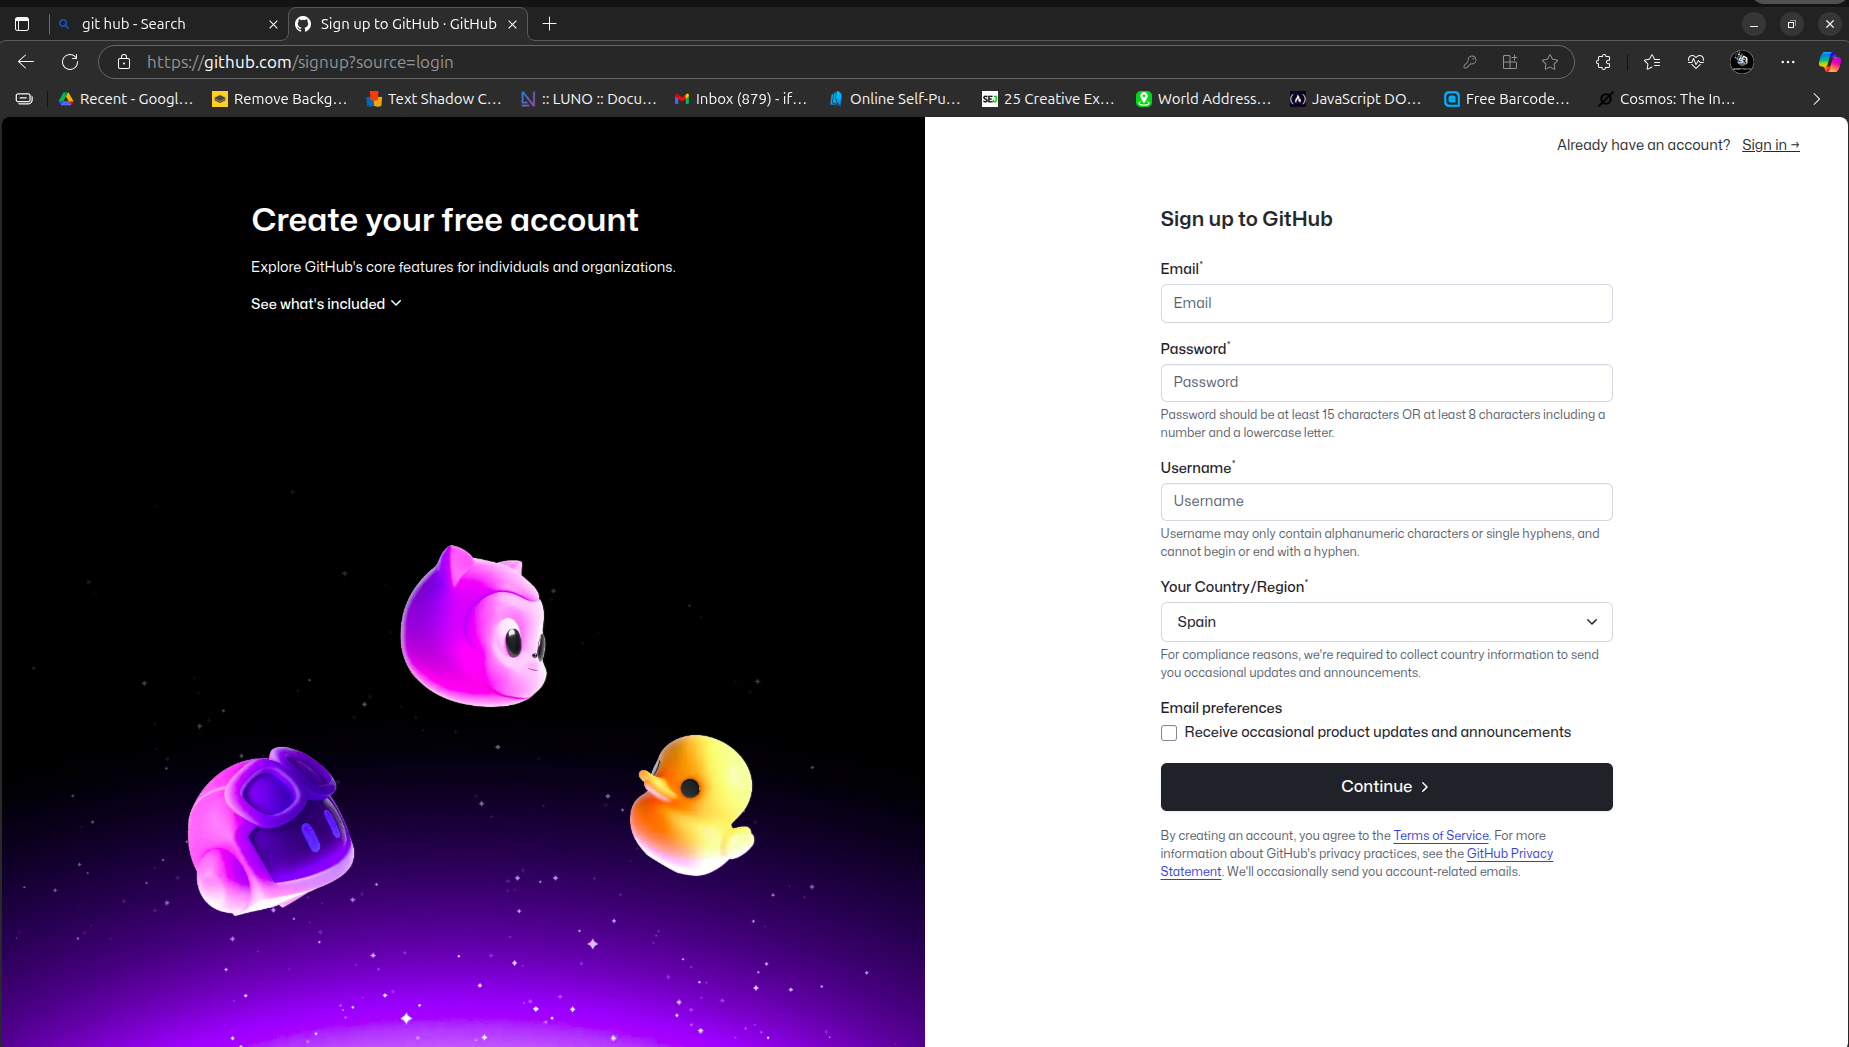 git hub - Search
Sign up to GitHub · GitHub
https://github.com/signup?source=login
Recent - Googl...
Remove Backg...
Text Shadow C...
:: LUNO :: Docu...
Inbox (879) - if...
Online Self-Pu...
SEJ
25 Creative Ex...
World Address...
JavaScript DO...
Free Barcode...
Cosmos: The In...
Already have an account? Sign in →
Create your free account
Explore GitHub's core features for individuals and organizations.
See what's included
Sign up to GitHub
Email*
Email
Password*
Password
Password should be at least 15 characters OR at least 8 characters including a
number and a lowercase letter.
Username*
Username
Username may only contain alphanumeric characters or single hyphens, and
cannot begin or end with a hyphen.
Your Country/Region*
Spain
For compliance reasons, we're required to collect country information to send
you occasional updates and announcements.
Email preferences
Receive occasional product updates and announcements
Continue >
By creating an account, you agree to the Terms of Service. For more
information about GitHub's privacy practices, see the GitHub Privacy
Statement. We'll occasionally send you account-related emails.